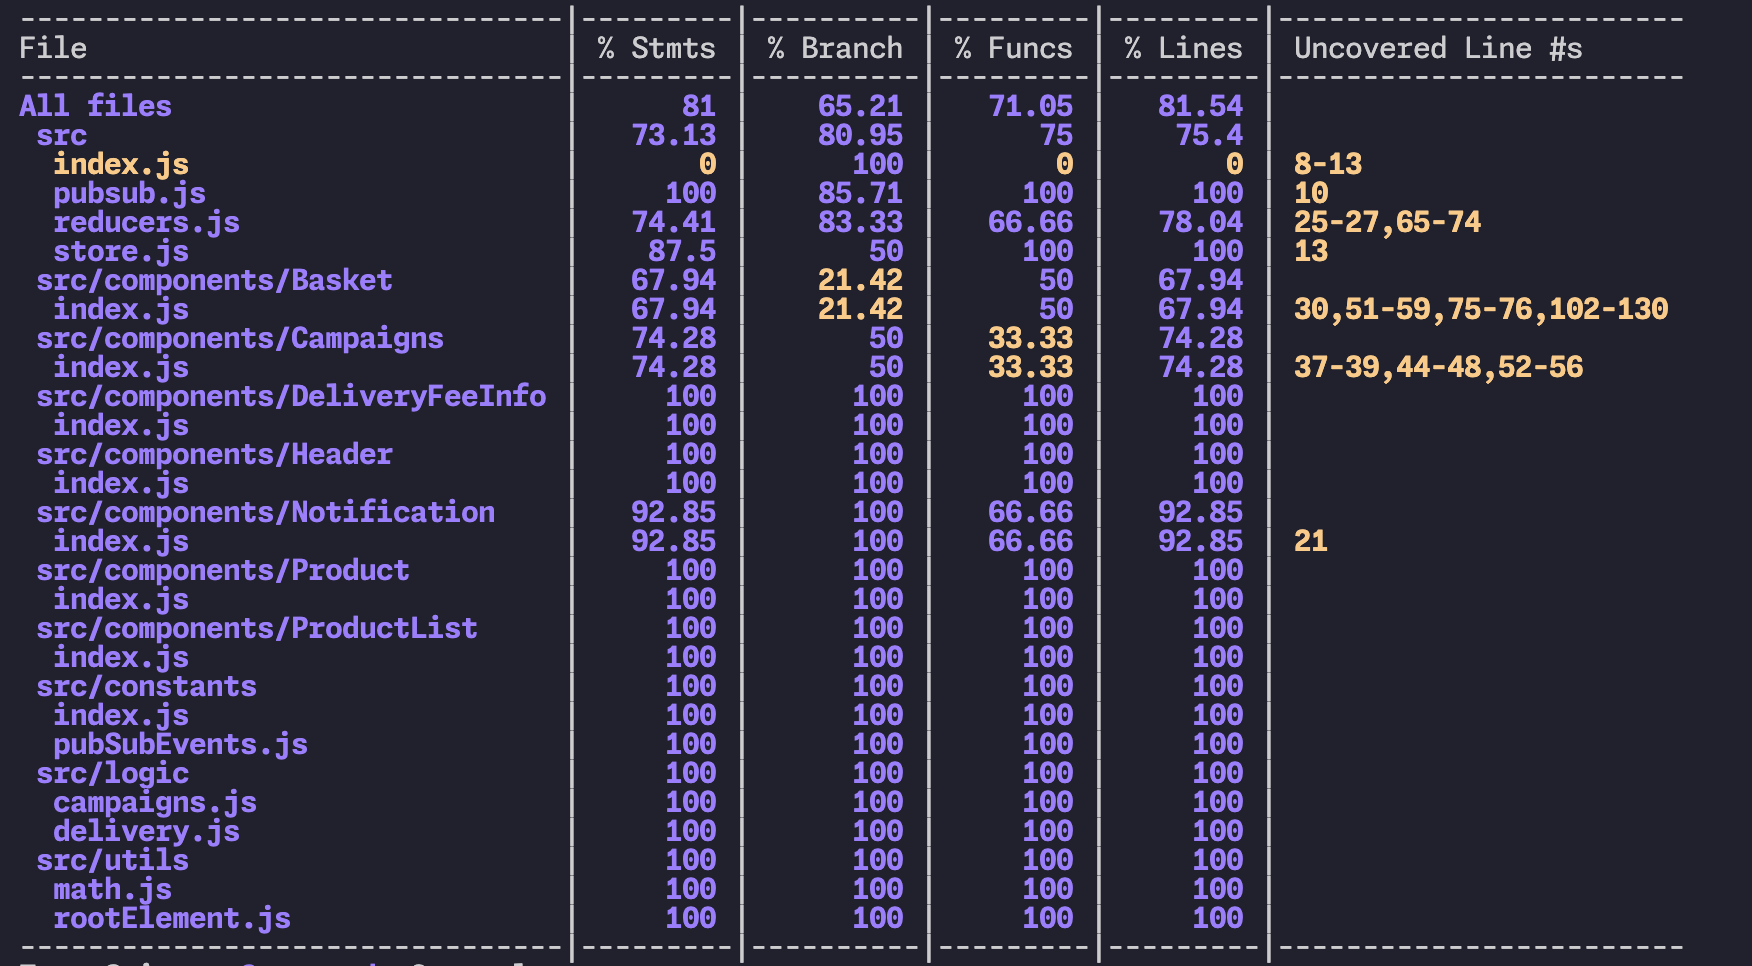 -------------------------------|---------|----------|---------|---------|------------------------
File | % Stmts | % Branch | % Funcs | % Lines | Uncovered Line #s
-------------------------------|---------|----------|---------|---------|------------------------
All files | 81 | 65.21 | 71.05 | 81.54 |
src | 73.13 | 80.95 | 75 | 75.4 |
index.js | 0 | 100 | 0 | 0 | 8-13
pubsub.js | 100 | 85.71 | 100 | 100 | 10
reducers.js | 74.41 | 83.33 | 66.66 | 78.04 | 25-27,65-74
store.js | 87.5 | 50 | 100 | 100 | 13
src/components/Basket | 67.94 | 21.42 | 50 | 67.94 |
index.js | 67.94 | 21.42 | 50 | 67.94 | 30,51-59,75-76,102-130
src/components/Campaigns | 74.28 | 50 | 33.33 | 74.28 |
index.js | 74.28 | 50 | 33.33 | 74.28 | 37-39,44-48,52-56
src/components/DeliveryFeeInfo | 100 | 100 | 100 | 100 |
index.js | 100 | 100 | 100 | 100 |
src/components/Header | 100 | 100 | 100 | 100 |
index.js | 100 | 100 | 100 | 100 |
src/components/Notification | 92.85 | 100 | 66.66 | 92.85 |
index.js | 92.85 | 100 | 66.66 | 92.85 | 21
src/components/Product | 100 | 100 | 100 | 100 |
index.js | 100 | 100 | 100 | 100 |
src/components/ProductList | 100 | 100 | 100 | 100 |
index.js | 100 | 100 | 100 | 100 |
src/constants | 100 | 100 | 100 | 100 |
index.js | 100 | 100 | 100 | 100 |
pubSubEvents.js | 100 | 100 | 100 | 100 |
src/logic | 100 | 100 | 100 | 100 |
campaigns.js | 100 | 100 | 100 | 100 |
delivery.js | 100 | 100 | 100 | 100 |
src/utils | 100 | 100 | 100 | 100 |
math.js | 100 | 100 | 100 | 100 |
rootElement.js | 100 | 100 | 100 | 100 |
-------------------------------|---------|----------|---------|---------|------------------------